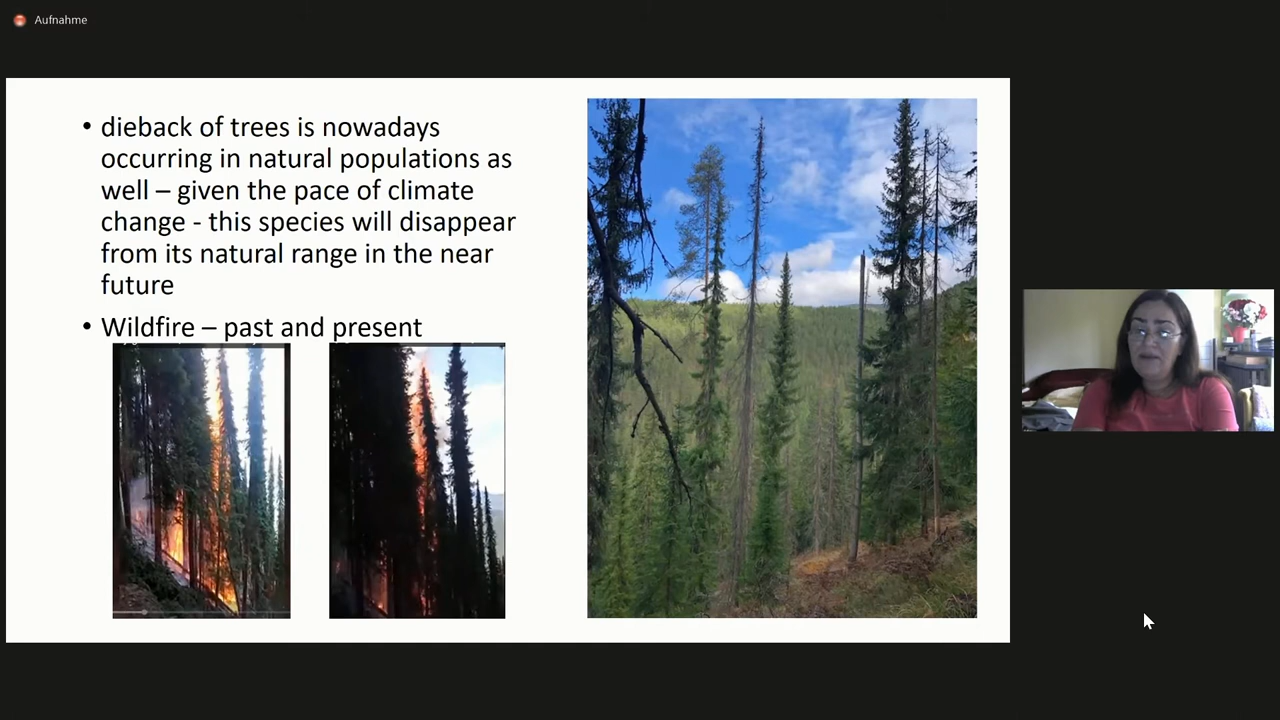 Aufnahme
• dieback of trees is nowadays
occurring in natural populations as
well – given the pace of climate
change - this species will disappear
from its natural range in the near
future
• Wildfire – past and present